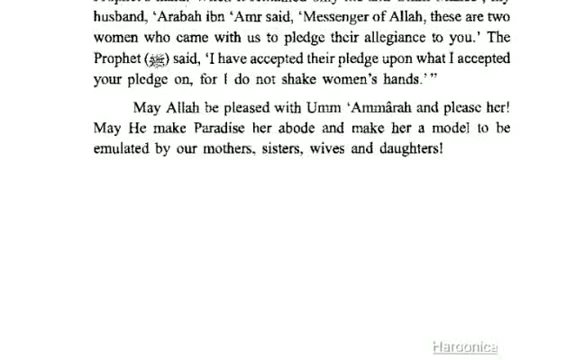 husband, ‘Arabah ibn ‘Amr said, ‘Messenger of Allah, these are two
women who came with us to pledge their allegiance to you.’ The
Prophet (ﷺ) said, ‘I have accepted their pledge upon what I accepted
your pledge on, for I do not shake women’s hands.’”
May Allah be pleased with Umm ‘Ammârah and please her!
May He make Paradise her abode and make her a model to be
emulated by our mothers, sisters, wives and daughters!
Haroonica